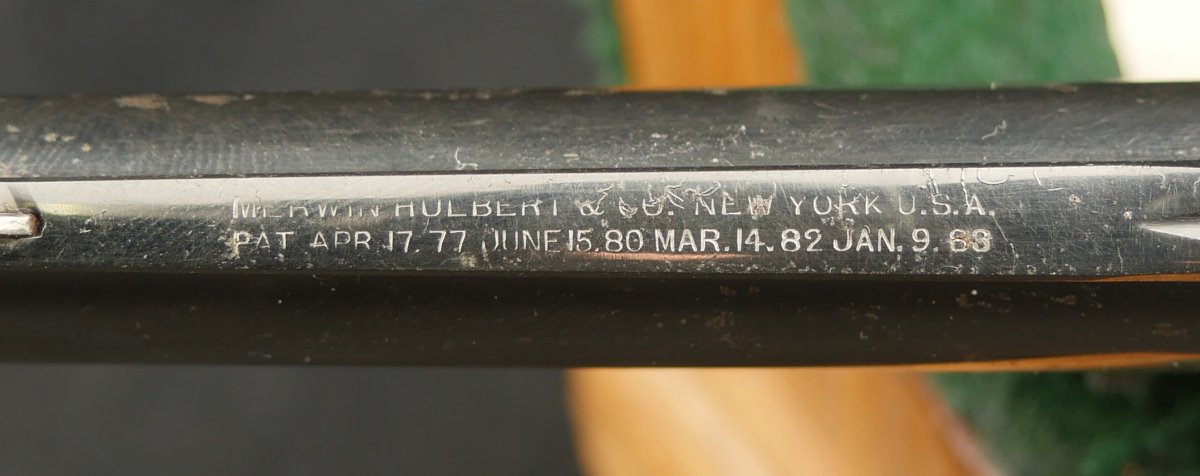 MERWIN HULBERT & CO. NEW YORK U.S.A.
PAT. APR. 17. 77 JUNE 15. 80 MAR. 14. 82 JAN. 9. 83